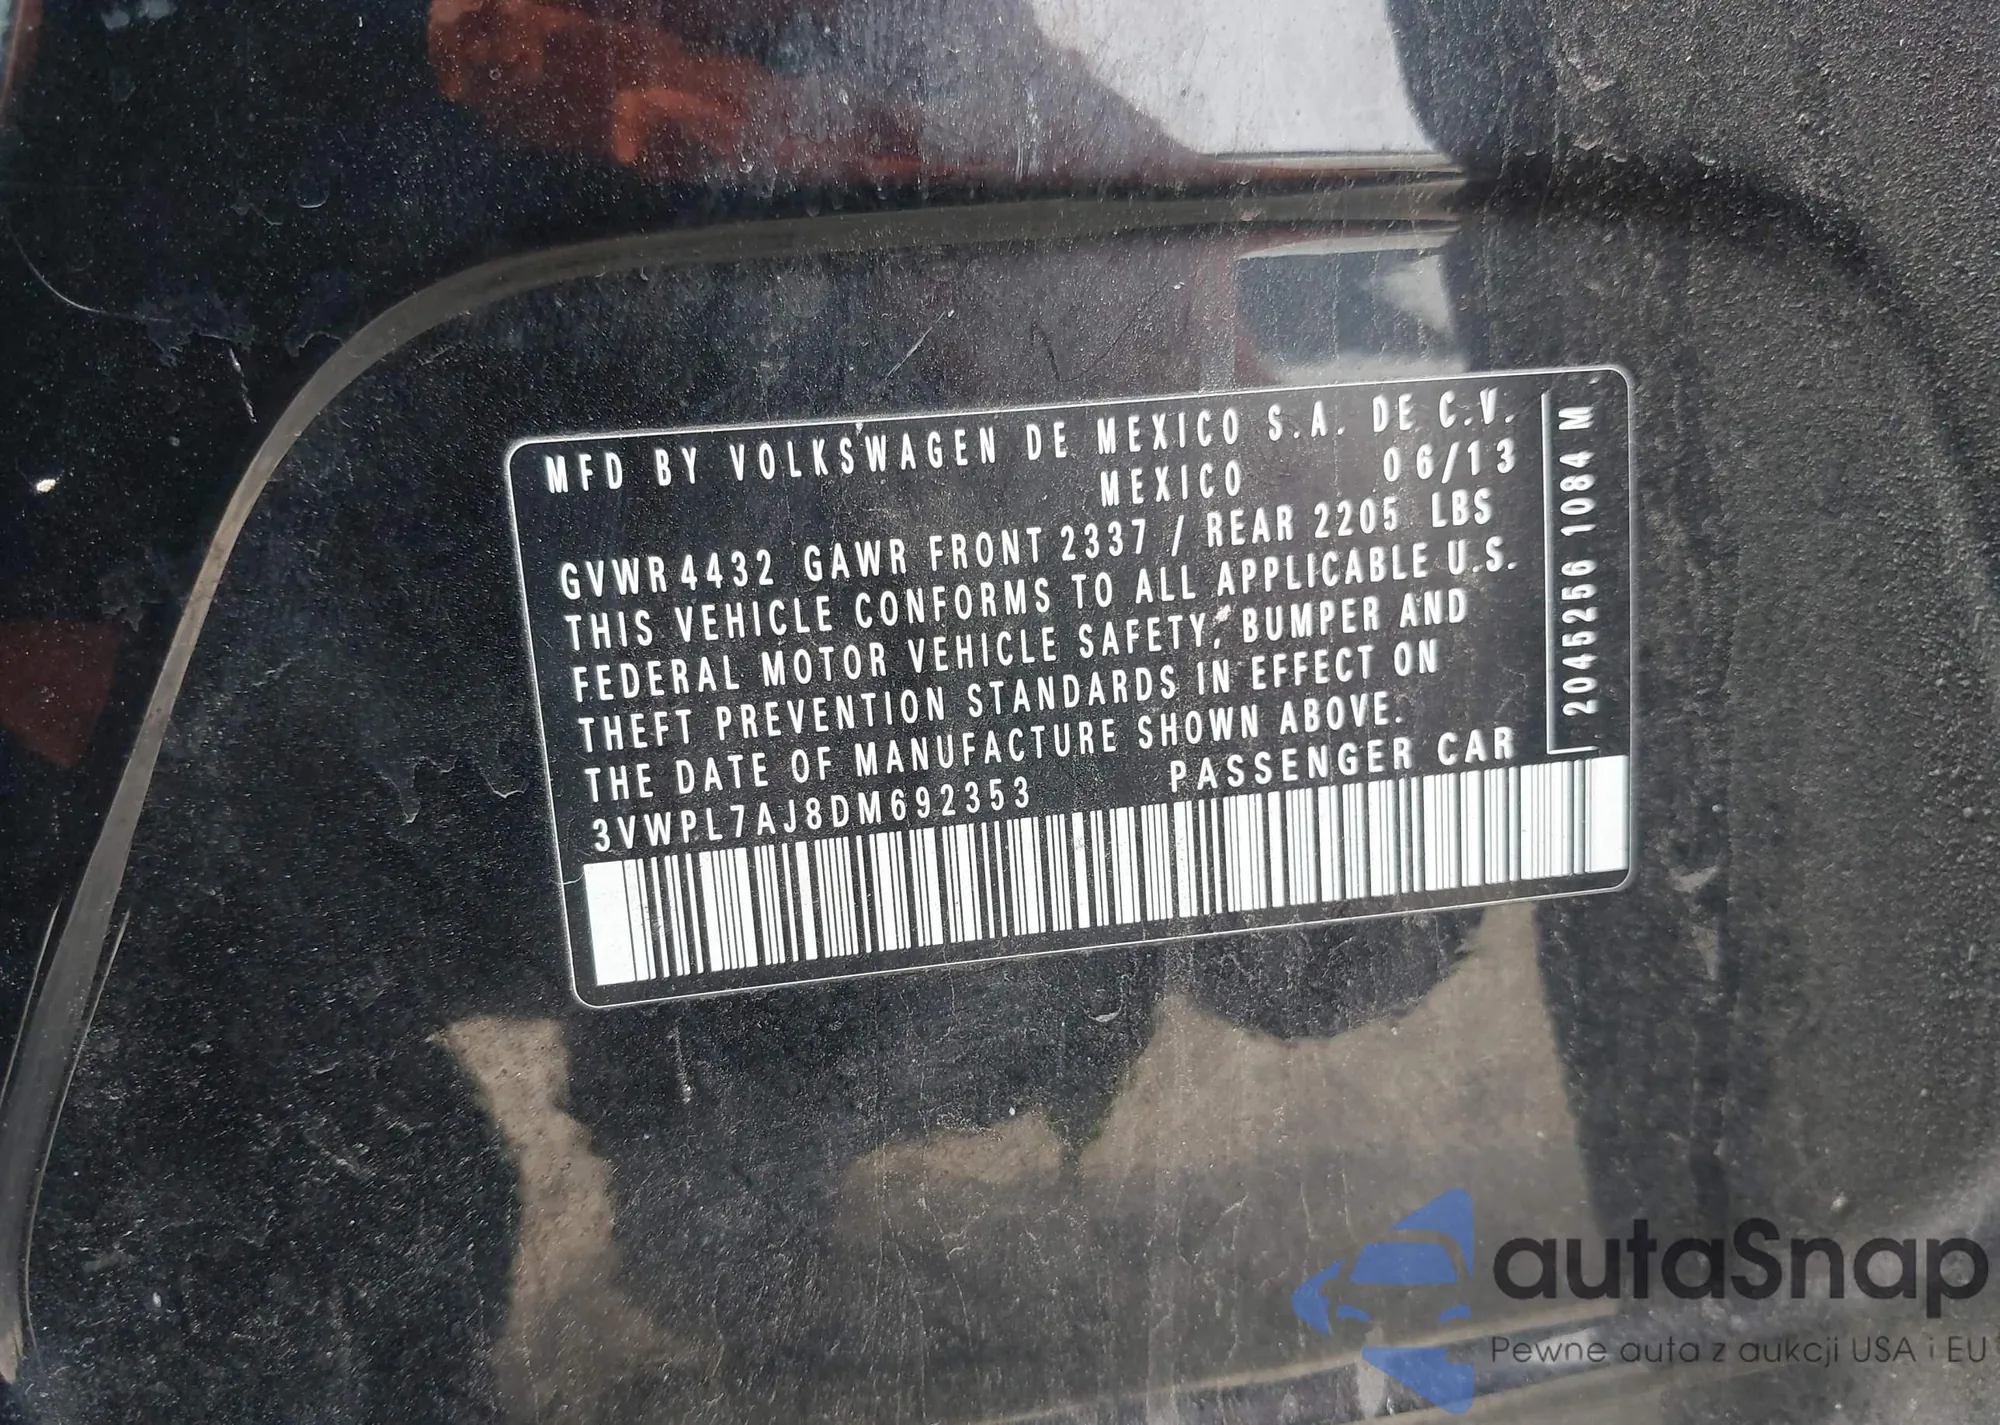 MFD BY VOLKSWAGEN DE MEXICO S.A. DE C.V.
MEXICO 06/13
GVWR 4432 GAWR FRONT 2337 / REAR 2205 LBS
THIS VEHICLE CONFORMS TO ALL APPLICABLE U.S.
FEDERAL MOTOR VEHICLE SAFETY, BUMPER AND
THEFT PREVENTION STANDARDS IN EFFECT ON
THE DATE OF MANUFACTURE SHOWN ABOVE.
3VWPL7AJ8DM692353 PASSENGER CAR
2045256 1084 M
autaSnap
Pewne auta z aukcji USA i EU